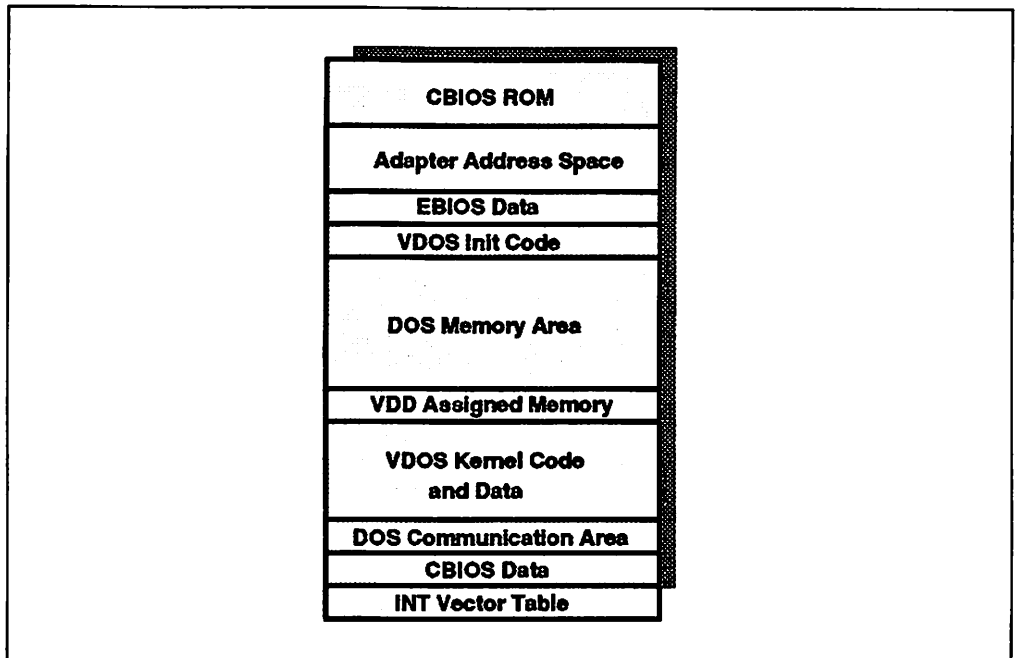 CBIOS ROM
Adapter Address Space
EBIOS Data
VDOS Init Code
DOS Memory Area
VDD Assigned Memory
VDOS Kernel Code
and Data
DOS Communication Area
CBIOS Data
INT Vector Table